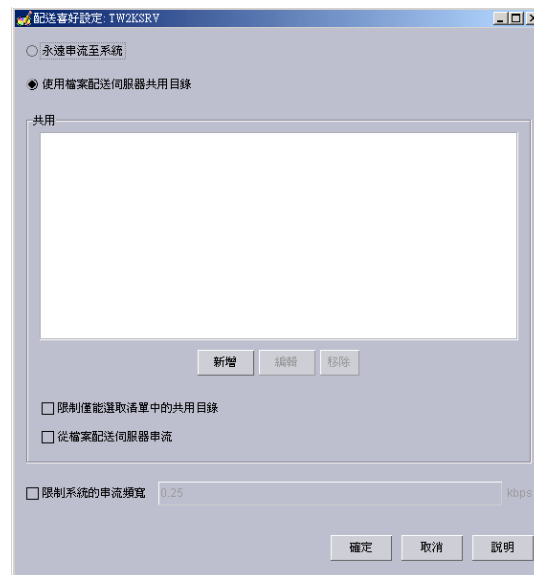 配送喜好設定: TW2KSRV
永遠串流至系統
使用檔案配送伺服器共用目錄
共用
新增 編輯 移除
限制僅能選取清單中的共用目錄
從檔案配送伺服器串流
限制系統的串流頻寬 0.25 kbps
確定 取消 說明